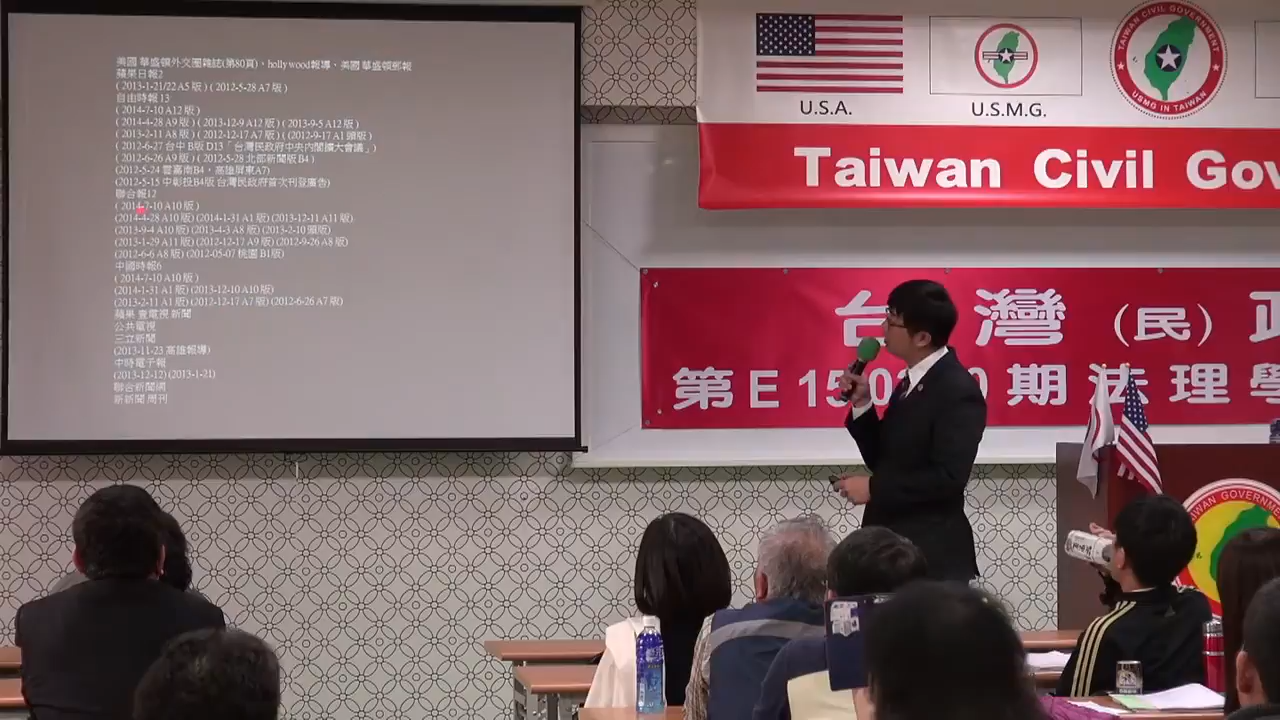 美國 華盛頓外交圈雜誌(第80頁)、hollywood報導、美國 華盛頓郵報
蘋果日報2
( 2013-1-21/22 A5 版 ) ( 2012-5-28 A7 版 )
自由時報 13
( 2014-7-10 A12 版 )
( 2014-4-28 A9 版 ) ( 2013-12-9 A12 版 ) ( 2013-9-5 A12 版 )
( 2013-2-11 A8 版 ) ( 2012-12-17 A7 版 ) ( 2012-9-17 A1 頭版 )
( 2012-6-27 台中 B版 D13「台灣民政府中央內閣擴大會議」)
( 2012-6-26 A9 版 ) ( 2012-5-28 北部新聞版 B4 )
( 2012-5-24 雲嘉南B4，高雄屏東A7)
( 2012-5-15 中彰投B4版 台灣民政府首次刊登廣告)
聯合報12
( 2014-7-10 A10 版 )
(2014-4-28 A10 版) (2014-1-31 A1 版) (2013-12-11 A11 版)
(2013-9-4 A10 版) (2013-4-3 A8 版) (2013-2-10 頭版)
(2013-1-29 A11 版) (2012-12-17 A9 版) (2012-9-26 A8 版)
(2012-6-6 A8 版) (2012-05-07 桃園 B1版)
中國時報6
( 2014-7-10 A10 版 )
(2014-1-31 A1 版) (2013-12-10 A10 版)
(2013-2-11 A1 版) (2012-12-17 A7 版) (2012-6-26 A7 版)
蘋果 壹電視 新聞
公共電視
三立新聞
(2013-11-23 高雄報導)
中時電子報
(2013-12-12) (2013-1-21)
聯合新聞網
新新聞 周刊
U.S.A.
U.S.M.G.
TAIWAN CIVIL GOVERNMENT
USMG IN TAIWAN
Taiwan Civil Gov
台灣（民）政
第E 15 期法理學